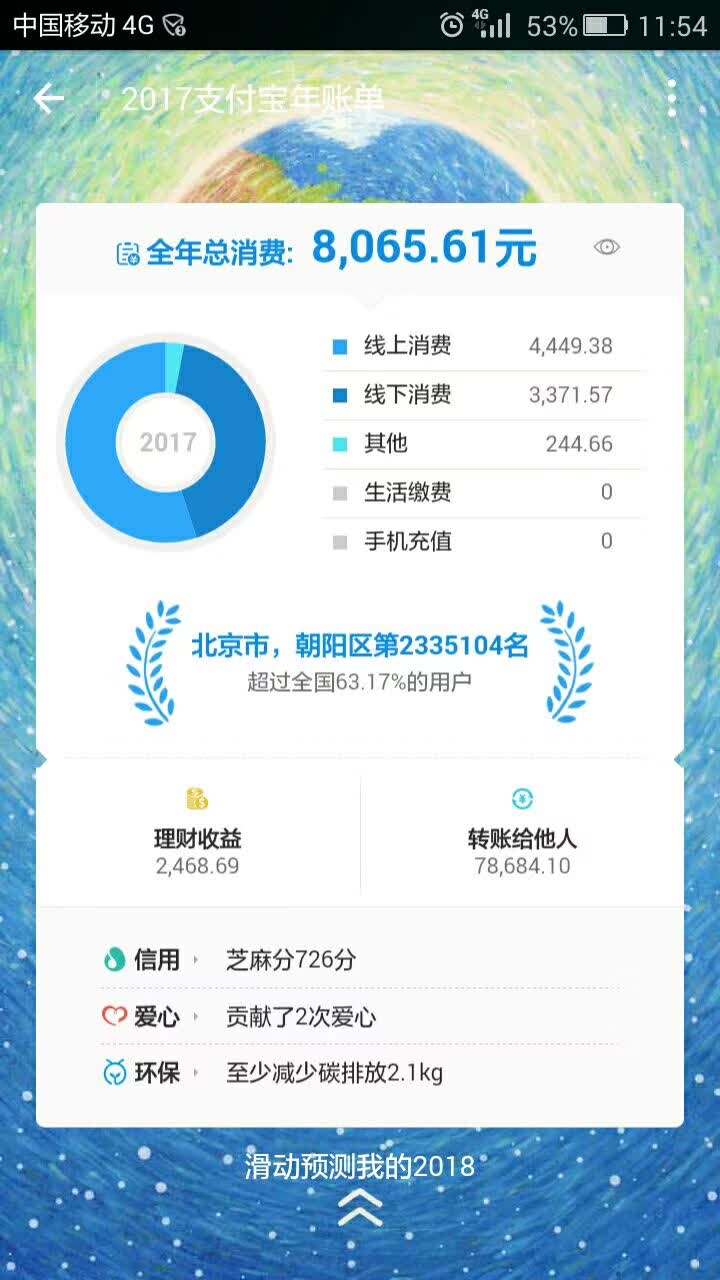 中国移动 4G 4G 53% 11:54
2017支付宝年账单
全年总消费: 8,065.61元
2017
线上消费 4,449.38
线下消费 3,371.57
其他 244.66
生活缴费 0
手机充值 0
北京市，朝阳区第2335104名
超过全国63.17%的用户
理财收益 转账给他人
2,468.69 78,684.10
信用 芝麻分726分
爱心 贡献了2次爱心
环保 至少减少碳排放2.1kg
滑动预测我的2018